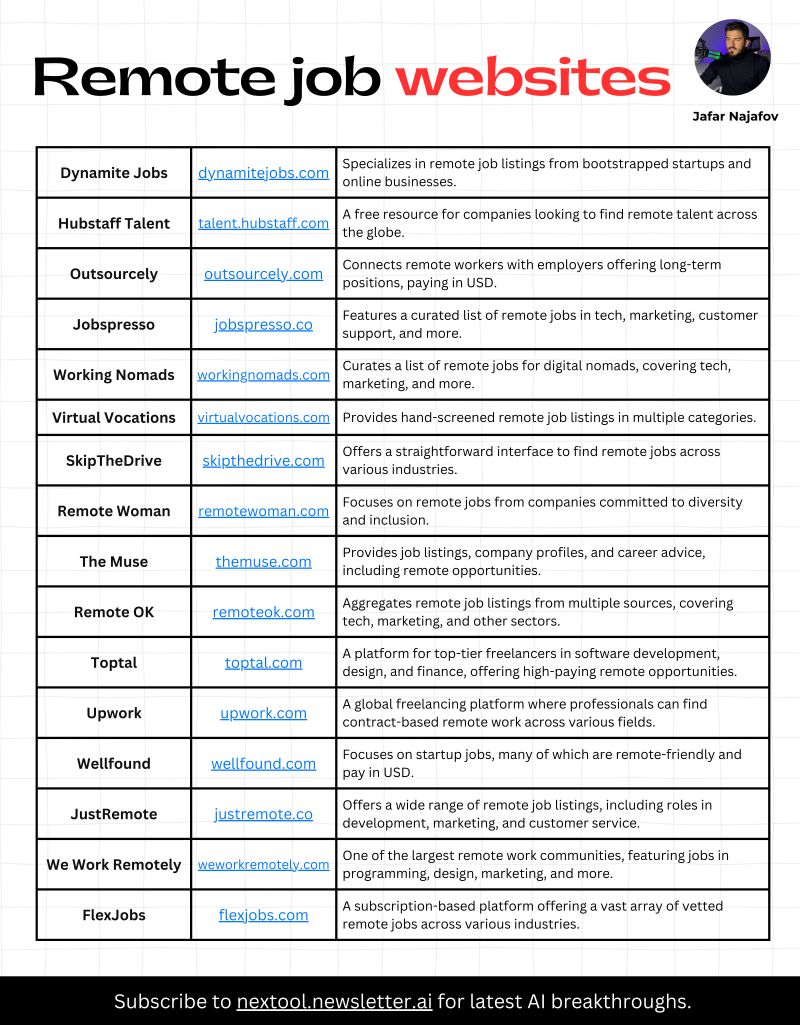 Remote job websites
Jafar Najafov
Dynamite Jobs
dynamitejobs.com
Specializes in remote job listings from bootstrapped startups and
online businesses.
Hubstaff Talent
talent.hubstaff.com
A free resource for companies looking to find remote talent across
the globe.
Outsourcely
outsourcely.com
Connects remote workers with employers offering long-term
positions, paying in USD.
Jobspresso
jobspresso.co
Features a curated list of remote jobs in tech, marketing, customer
support, and more.
Working Nomads
workingnomads.com
Curates a list of remote jobs for digital nomads, covering tech,
marketing, and more.
Virtual Vocations
virtualvocations.com
Provides hand-screened remote job listings in multiple categories.
SkipTheDrive
skipthedrive.com
Offers a straightforward interface to find remote jobs across
various industries.
Remote Woman
remotewoman.com
Focuses on remote jobs from companies committed to diversity
and inclusion.
The Muse
themuse.com
Provides job listings, company profiles, and career advice,
including remote opportunities.
Remote OK
remoteok.com
Aggregates remote job listings from multiple sources, covering
tech, marketing, and other sectors.
Toptal
toptal.com
A platform for top-tier freelancers in software development,
design, and finance, offering high-paying remote opportunities.
Upwork
upwork.com
A global freelancing platform where professionals can find
contract-based remote work across various fields.
Wellfound
wellfound.com
Focuses on startup jobs, many of which are remote-friendly and
pay in USD.
JustRemote
justremote.co
Offers a wide range of remote job listings, including roles in
development, marketing, and customer service.
We Work Remotely
weworkremotely.com
One of the largest remote work communities, featuring jobs in
programming, design, marketing, and more.
FlexJobs
flexjobs.com
A subscription-based platform offering a vast array of vetted
remote jobs across various industries.
Subscribe to nextool.newsletter.ai for latest AI breakthroughs.